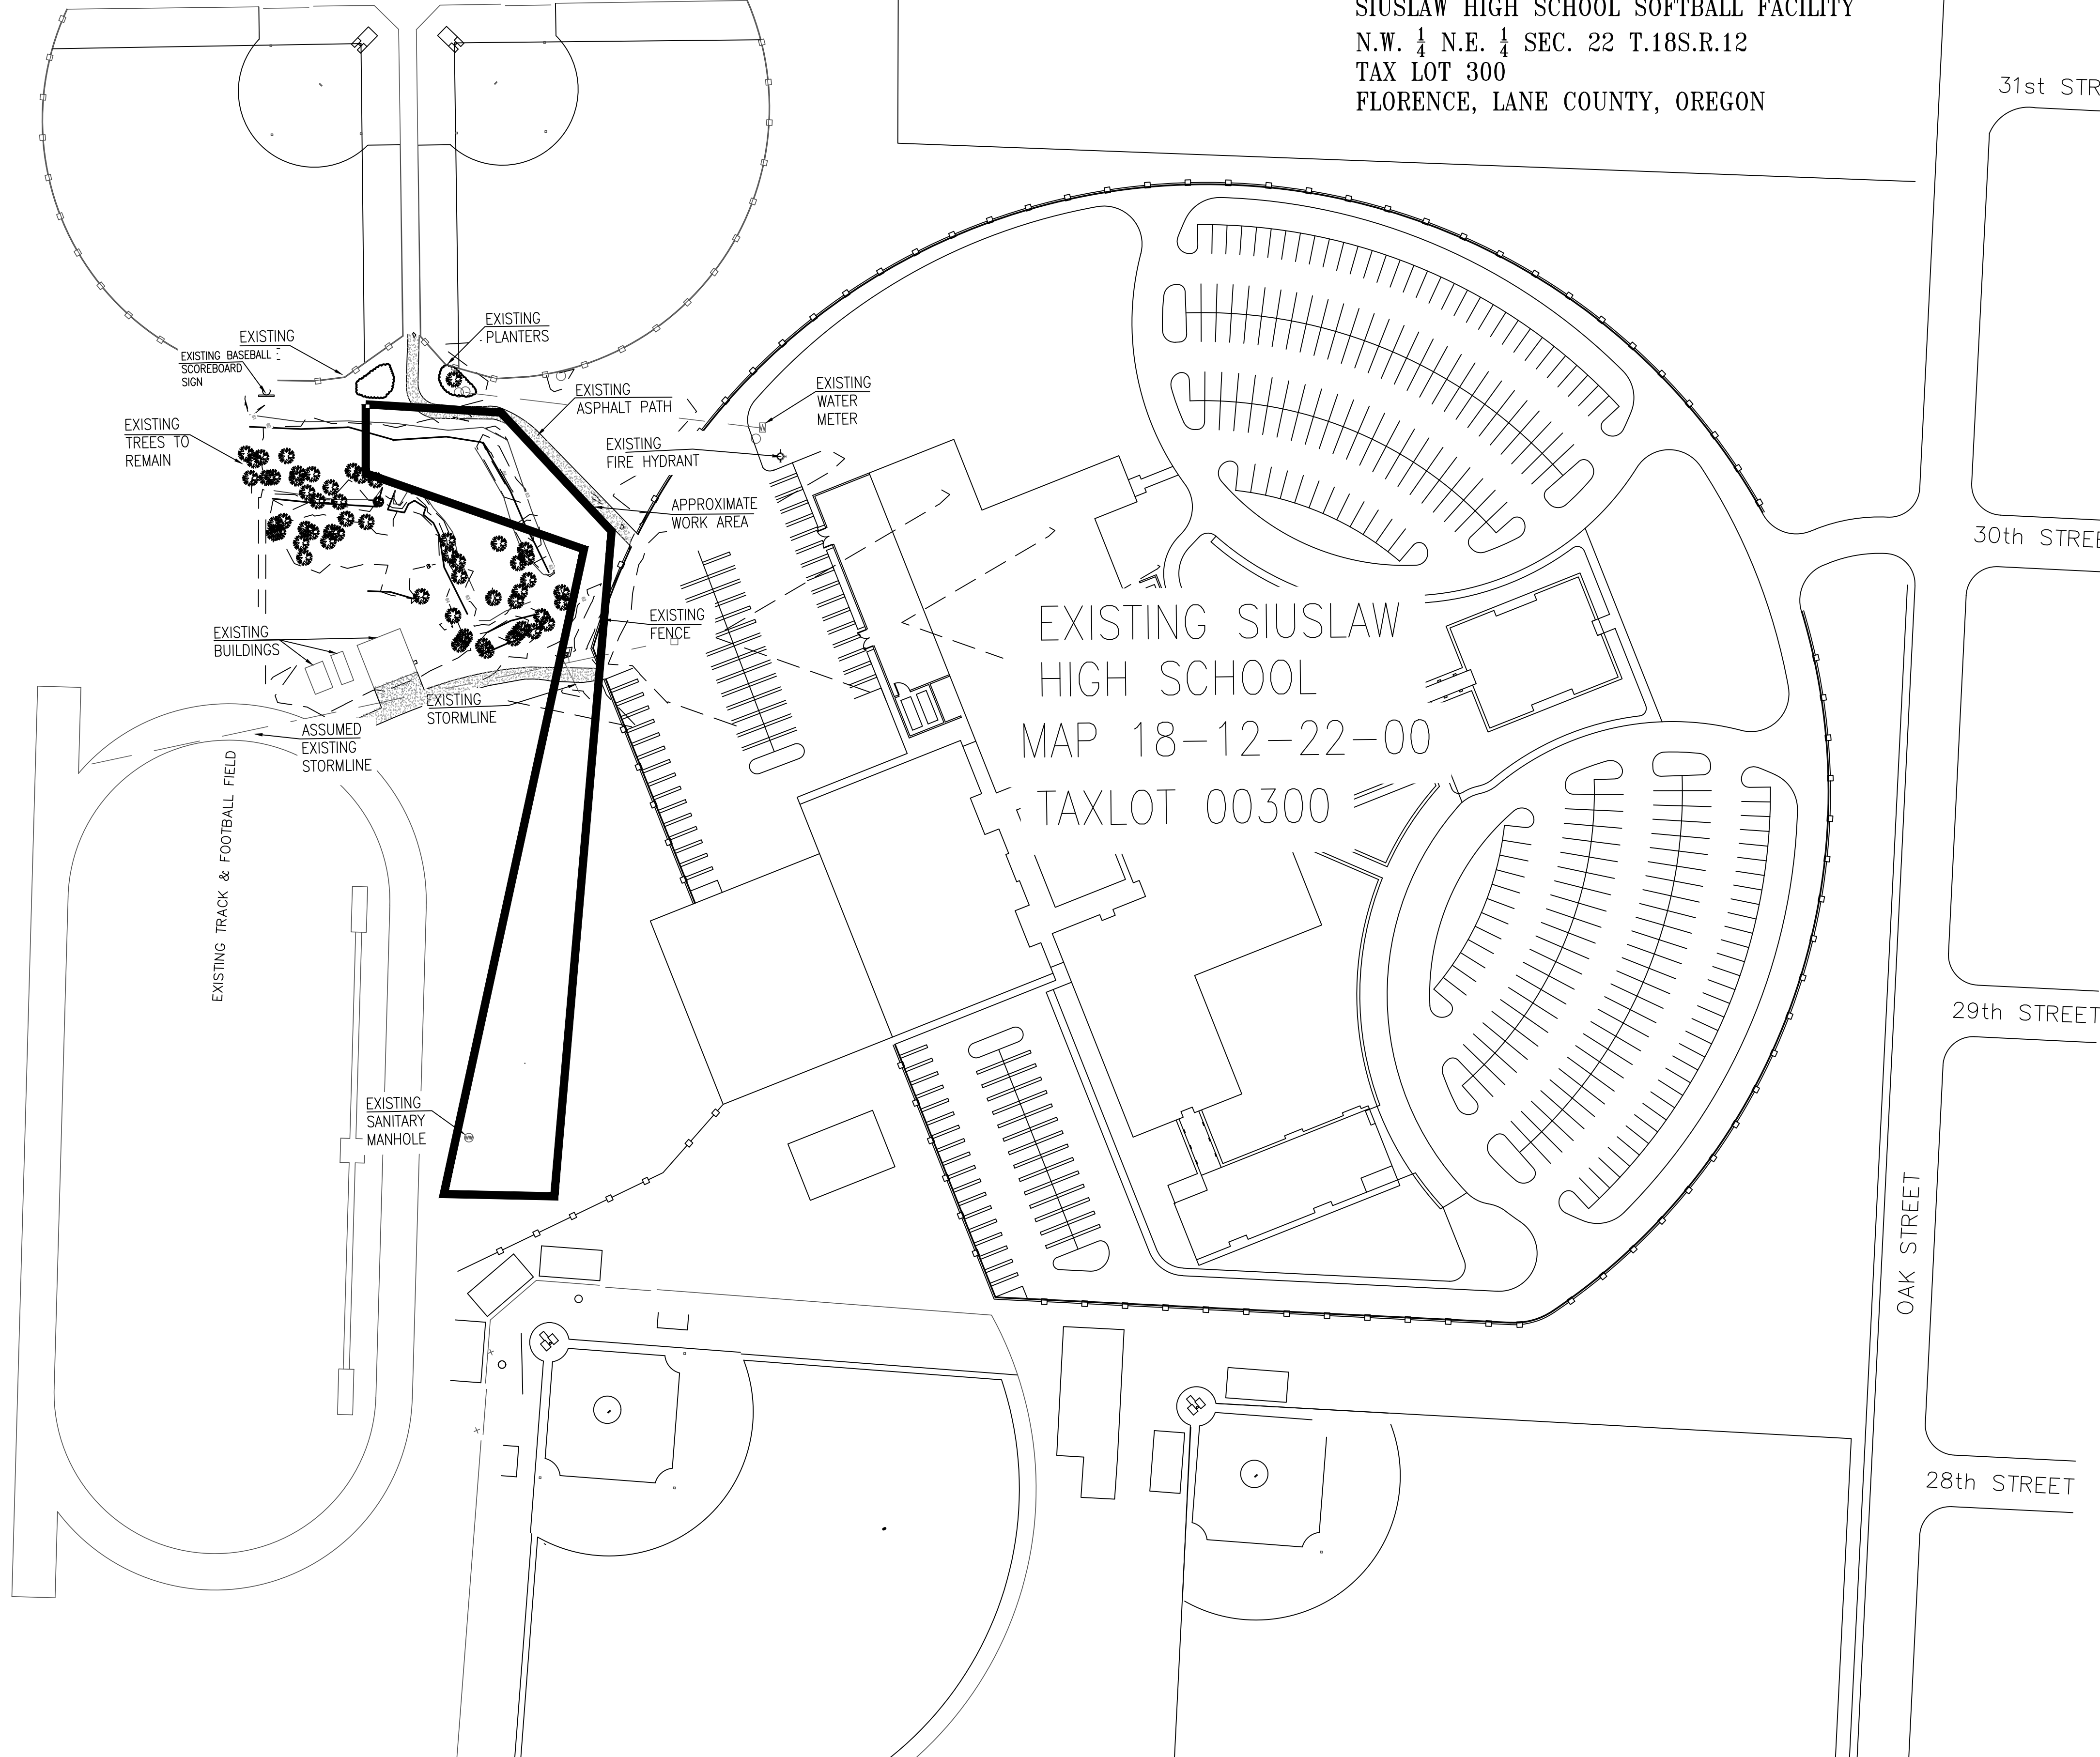 SIUSLAW HIGH SCHOOL SOFTBALL FACILITY
N.W. 1/4 N.E. 1/4 SEC. 22 T.18S.R.12
TAX LOT 300
FLORENCE, LANE COUNTY, OREGON
31st STR
30th STREE
29th STREET
28th STREET
OAK STREET
EXISTING
PLANTERS
EXISTING
EXISTING BASEBALL
SCOREBOARD
SIGN
EXISTING
TREES TO
REMAIN
EXISTING
ASPHALT PATH
EXISTING
WATER
METER
W
EXISTING
FIRE HYDRANT
APPROXIMATE
WORK AREA
EXISTING
FENCE
EXISTING
BUILDINGS
EXISTING
STORMLINE
ASSUMED
EXISTING
STORMLINE
EXISTING TRACK & FOOTBALL FIELD
EXISTING
SANITARY
MANHOLE
EXISTING SIUSLAW
HIGH SCHOOL
MAP 18-12-22-00
TAXLOT 00300